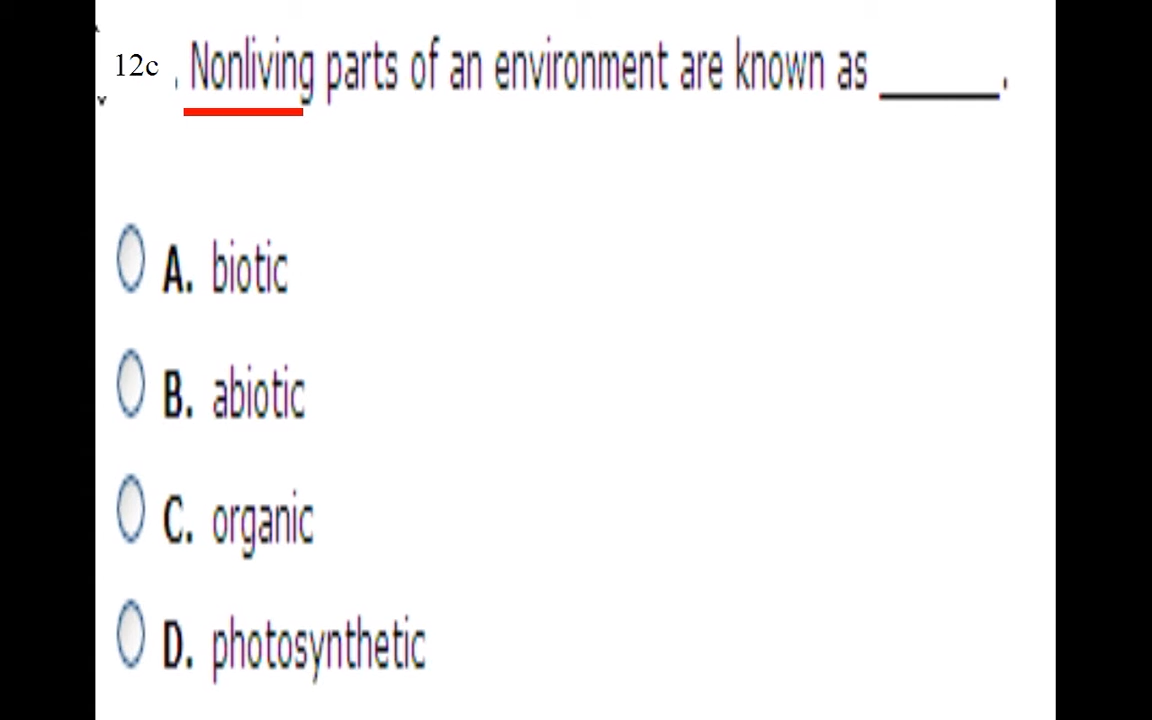 12c . Nonliving parts of an environment are known as ______.
A. biotic
B. abiotic
C. organic
D. photosynthetic